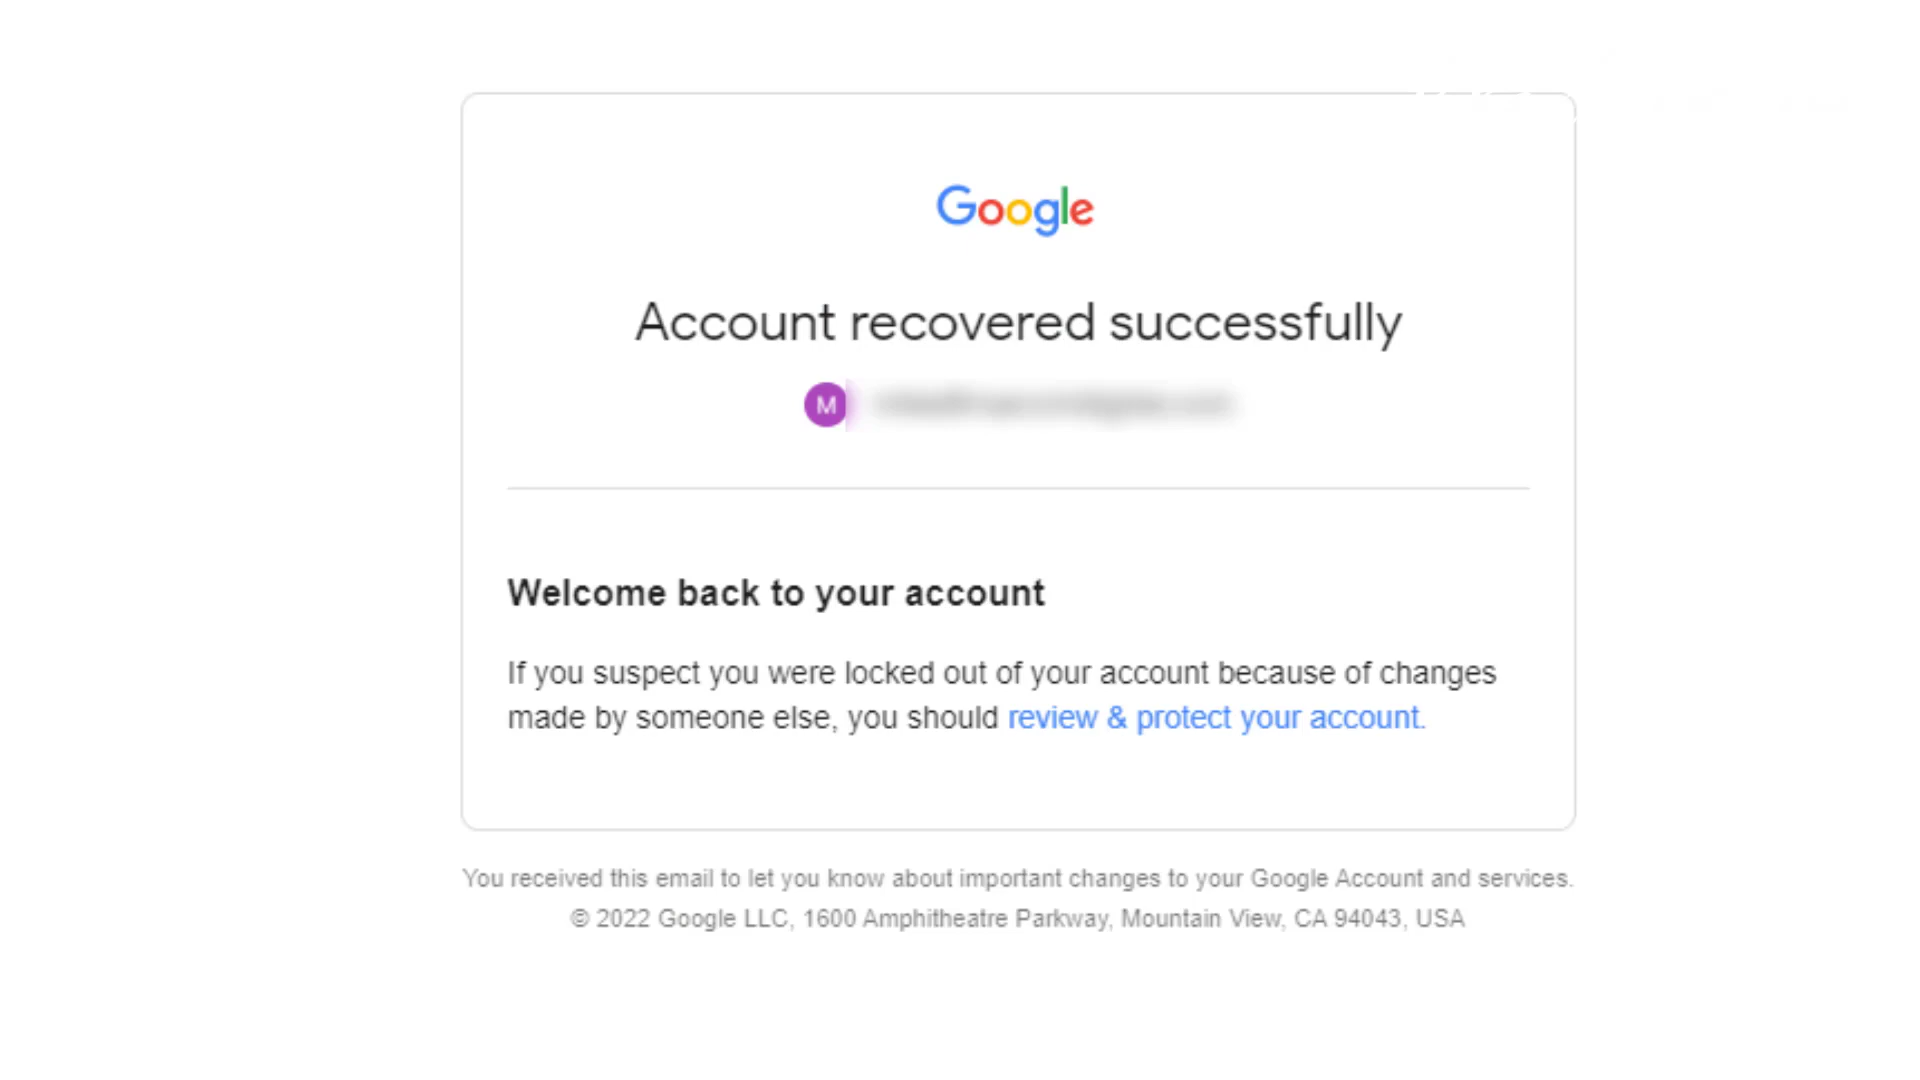 Google
Account recovered successfully
M
Welcome back to your account
If you suspect you were locked out of your account because of changes
made by someone else, you should review & protect your account.
You received this email to let you know about important changes to your Google Account and services.
© 2022 Google LLC, 1600 Amphitheatre Parkway, Mountain View, CA 94043, USA